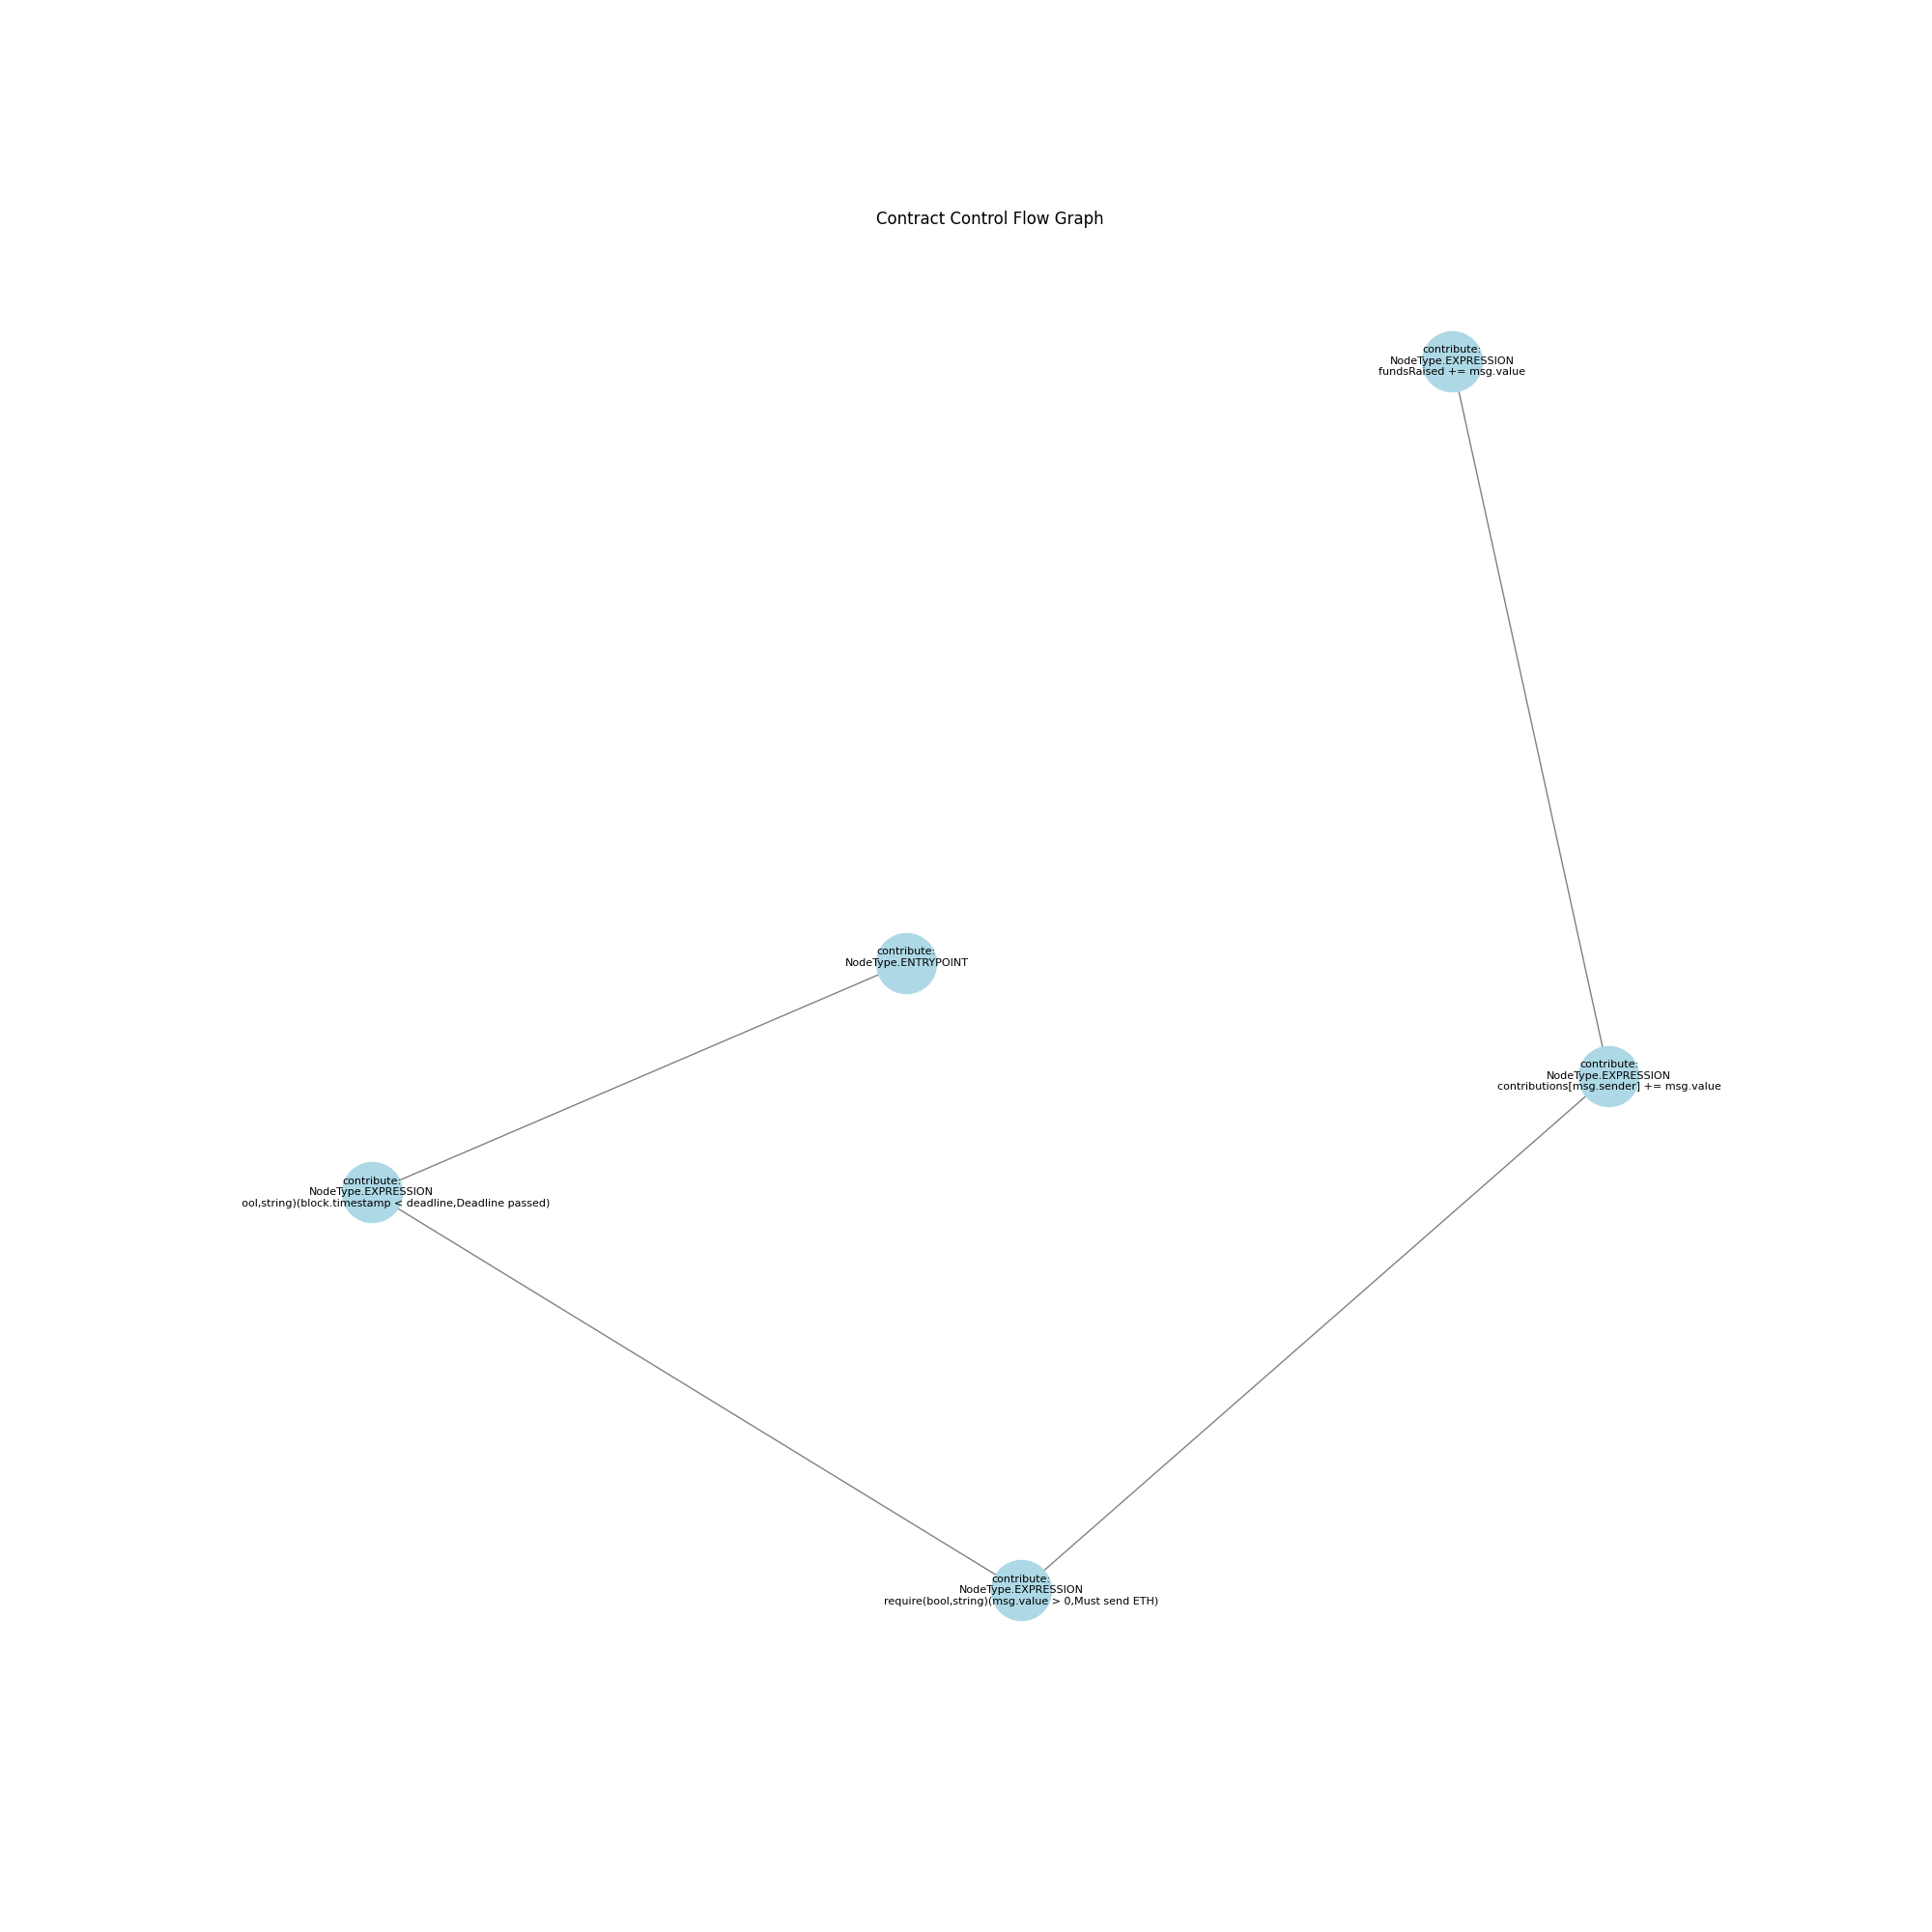 Contract Control Flow Graph
contribute:
NodeType.EXPRESSION
fundsRaised += msg.value
contribute:
NodeType.ENTRYPOINT
contribute:
NodeType.EXPRESSION
contributions[msg.sender] += msg.value
contribute:
NodeType.EXPRESSION
ool,string)(block.timestamp < deadline,Deadline passed)
contribute:
NodeType.EXPRESSION
require(bool,string)(msg.value > 0,Must send ETH)